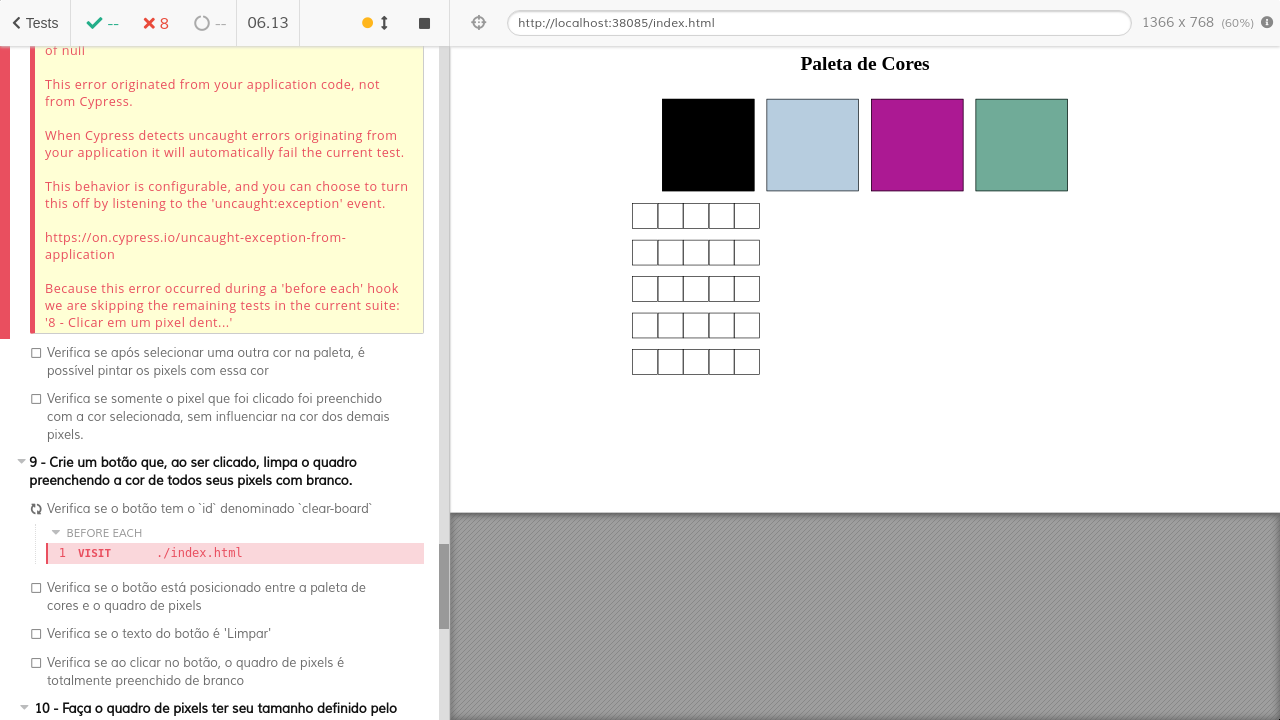 Tests
--
8
--
06.13
http://localhost:38085/index.html
1366 x 768 (60%)
of null
This error originated from your application code, not
from Cypress.
When Cypress detects uncaught errors originating from
your application it will automatically fail the current test.
This behavior is configurable, and you can choose to turn
this off by listening to the 'uncaught:exception' event.
https://on.cypress.io/uncaught-exception-from-
application
Because this error occurred during a 'before each' hook
we are skipping the remaining tests in the current suite:
'8 - Clicar em um pixel dent...'
Verifica se após selecionar uma outra cor na paleta, é
possível pintar os pixels com essa cor
Verifica se somente o pixel que foi clicado foi preenchido
com a cor selecionada, sem influenciar na cor dos demais
pixels.
9 - Crie um botão que, ao ser clicado, limpa o quadro
preenchendo a cor de todos seus pixels com branco.
Verifica se o botão tem o `id` denominado `clear-board`
BEFORE EACH
1 VISIT ./index.html
Verifica se o botão está posicionado entre a paleta de
cores e o quadro de pixels
Verifica se o texto do botão é 'Limpar'
Verifica se ao clicar no botão, o quadro de pixels é
totalmente preenchido de branco
10 - Faça o quadro de pixels ter seu tamanho definido pelo
Paleta de Cores